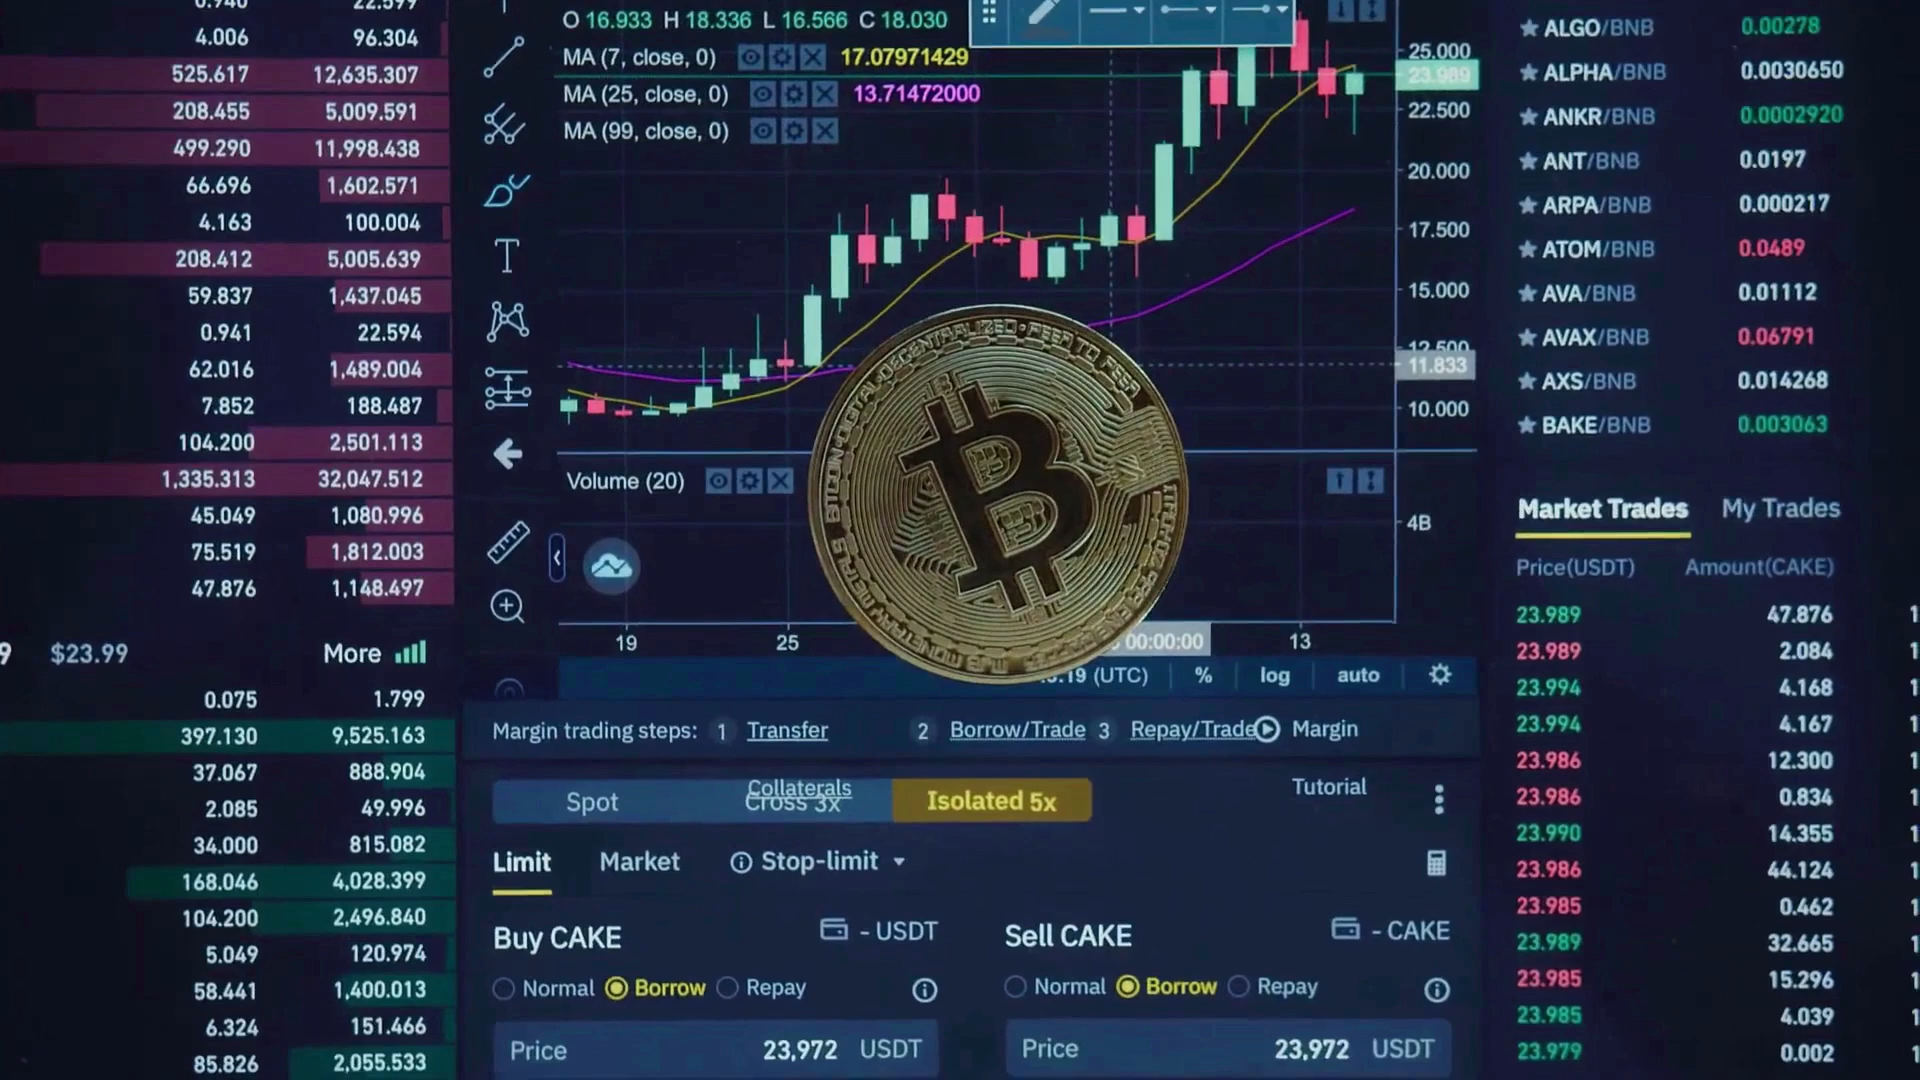 0.940 22.599
4.006 96.304
525.617 12,635.307
208.455 5,009.591
499.290 11,998.438
66.696 1,602.571
4.163 100.004
208.412 5,005.639
59.837 1,437.045
0.941 22.594
62.016 1,489.004
7.852 188.487
104.200 2,501.113
1,335.313 32,047.512
45.049 1,080.996
75.519 1,812.003
47.876 1,148.497
9 $23.99 More
0.075 1.799
397.130 9,525.163
37.067 888.904
2.085 49.996
34.000 815.082
168.046 4,028.399
104.200 2,496.840
5.049 120.974
58.441 1,400.013
6.324 151.466
85.826 2,055.533
O 16.933 H 18.336 L 16.566 C 18.030
MA (7, close, 0) 17.07971429
MA (25, close, 0) 13.71472000
MA (99, close, 0)
25.000
23.989
22.500
20.000
17.500
15.000
12.500
11.833
10.000
Volume (20)
4B
BITCOIN • DIGITAL • DECENTRALIZED • PEER TO PEER
19 25 00:00:00 13
:19 (UTC) % log auto
Margin trading steps: 1 Transfer 2 Borrow/Trade 3 Repay/Trade Margin
Collaterals Tutorial
Spot Cross 3x Isolated 5x
Limit Market Stop-limit
Buy CAKE - USDT Sell CAKE - CAKE
Normal Borrow Repay Normal Borrow Repay
Price 23,972 USDT Price 23,972 USDT
ALGO/BNB 0.00278
ALPHA/BNB 0.0030650
ANKR/BNB 0.0002920
ANT/BNB 0.0197
ARPA/BNB 0.000217
ATOM/BNB 0.0489
AVA/BNB 0.01112
AVAX/BNB 0.06791
AXS/BNB 0.014268
BAKE/BNB 0.003063
Market Trades My Trades
Price(USDT) Amount(CAKE)
23.989 47.876
23.989 2.084
23.994 4.168
23.994 4.167
23.986 12.300
23.986 0.834
23.990 14.355
23.986 44.124
23.985 0.462
23.989 32.665
23.985 15.296
23.985 4.039
23.979 0.002